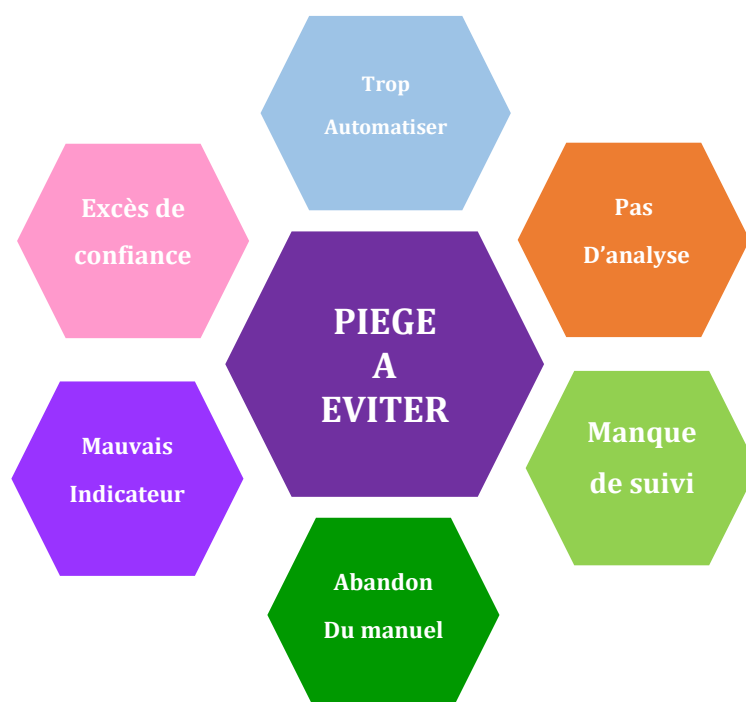 Trop
Automatiser
Excès de
confiance
Pas
D’analyse
PIEGE
A
EVITER
Mauvais
Indicateur
Manque
de suivi
Abandon
Du manuel